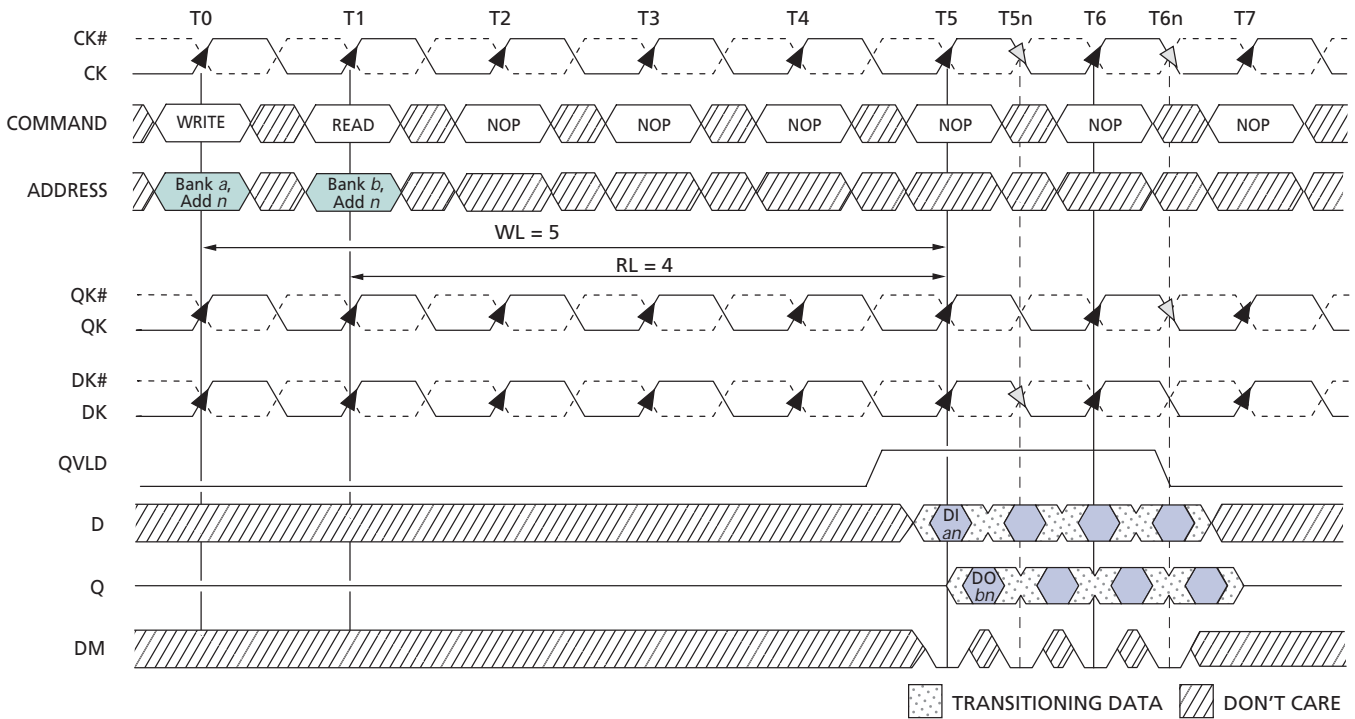 T0 T1 T2 T3 T4 T5 T5n T6 T6n T7
CK#
CK
COMMAND WRITE READ NOP NOP NOP NOP NOP NOP
ADDRESS Bank a, Add n Bank b, Add n
WL = 5
RL = 4
QK#
QK
DK#
DK
QVLD
D DI an
Q DO bn
DM
TRANSITIONING DATA DON'T CARE